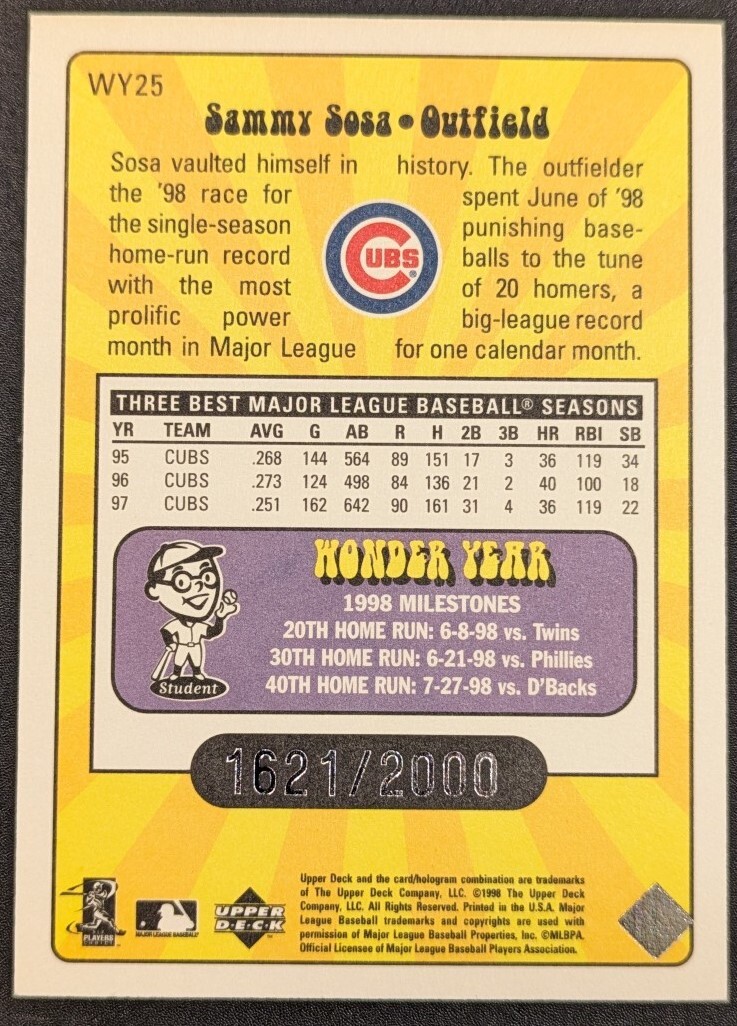 WY25
Sammy Sosa • Outfield
Sosa vaulted himself in
the '98 race for
the single-season
home-run record
with the most
prolific power
month in Major League
history. The outfielder
spent June of '98
punishing base-
balls to the tune
of 20 homers, a
big-league record
for one calendar month.
CUBS®
THREE BEST MAJOR LEAGUE BASEBALL® SEASONS
YR TEAM AVG G AB R H 2B 3B HR RBI SB
95 CUBS .268 144 564 89 151 17 3 36 119 34
96 CUBS .273 124 498 84 136 21 2 40 100 18
97 CUBS .251 162 642 90 161 31 4 36 119 22
WONDER YEAR
1998 MILESTONES
20TH HOME RUN: 6-8-98 vs. Twins
30TH HOME RUN: 6-21-98 vs. Phillies
40TH HOME RUN: 7-27-98 vs. D'Backs
Student
1621/2000
PLAYERS
MAJOR LEAGUE BASEBALL
UPPER
DECK
Upper Deck and the card/hologram combination are trademarks
of The Upper Deck Company, LLC. ©1998 The Upper Deck
Company, LLC. All Rights Reserved. Printed in the U.S.A. Major
League Baseball trademarks and copyrights are used with
permission of Major League Baseball Properties, Inc. ©MLBPA.
Official Licensee of Major League Baseball Players Association.